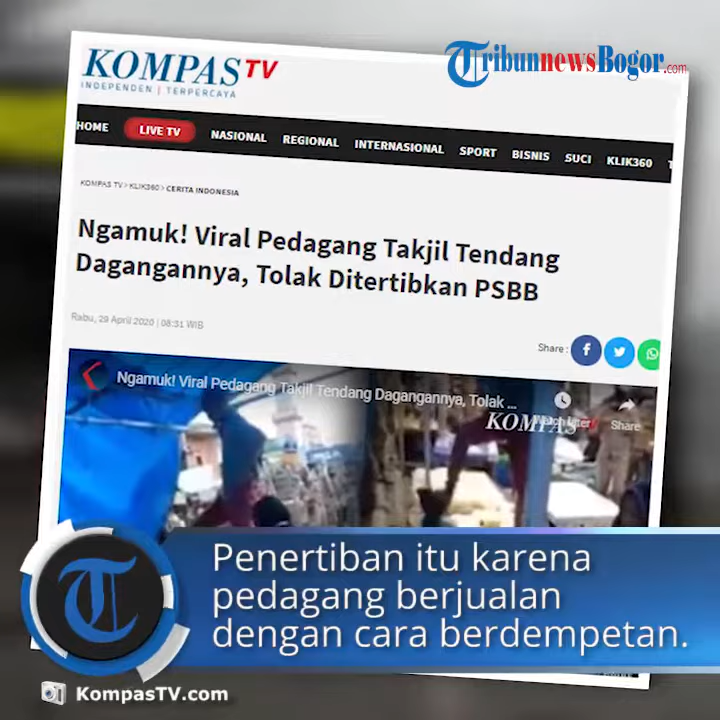 KOMPAS TV
INDEPENDEN | TERPERCAYA
TribunnewsBogor.com
HOME LIVE TV NASIONAL REGIONAL INTERNASIONAL SPORT BISNIS SUCI KLIK360
KOMPAS TV > KLIK360 > CERITA INDONESIA
Ngamuk! Viral Pedagang Takjil Tendang
Dagangannya, Tolak Ditertibkan PSBB
Rabu, 29 April 2020 | 08:31 WIB
Share :
Ngamuk! Viral Pedagang Takjil Tendang Dagangannya, Tolak ...
Watch later
Share
KOMPAS
Penertiban itu karena
pedagang berjualan
dengan cara berdempetan.
KompasTV.com